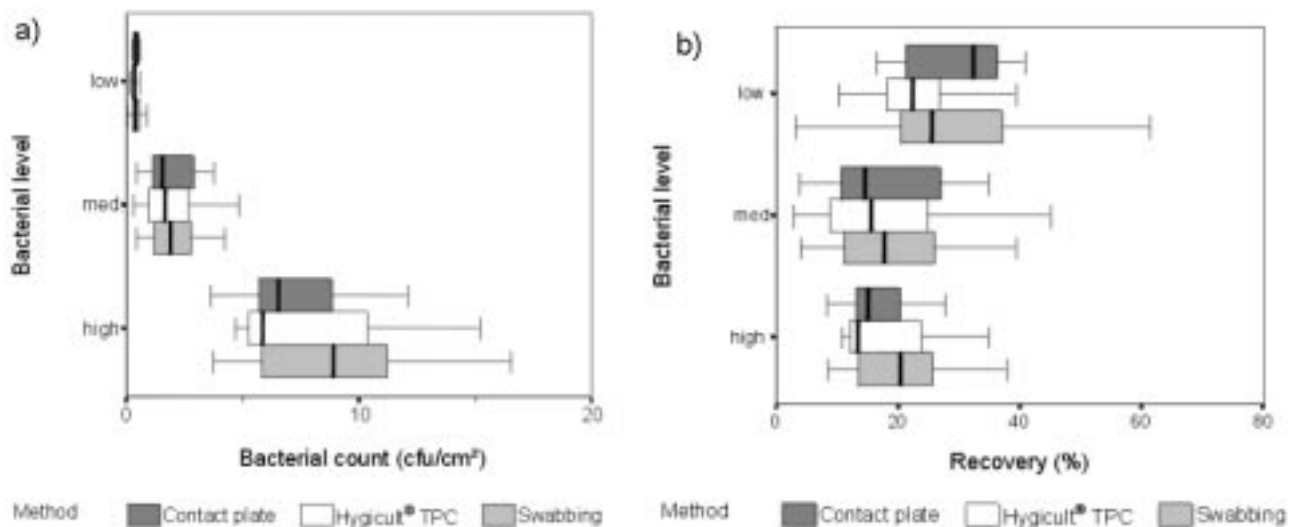 a)
Bacterial level
low
med
high
0
10
20
Bacterial count (cfu/cm²)
Method
Contact plate
Hygicult® TPC
Swabbing
b)
Bacterial level
low
med
high
0
20
40
60
80
Recovery (%)
Method
Contact plate
Hygicult® TPC
Swabbing